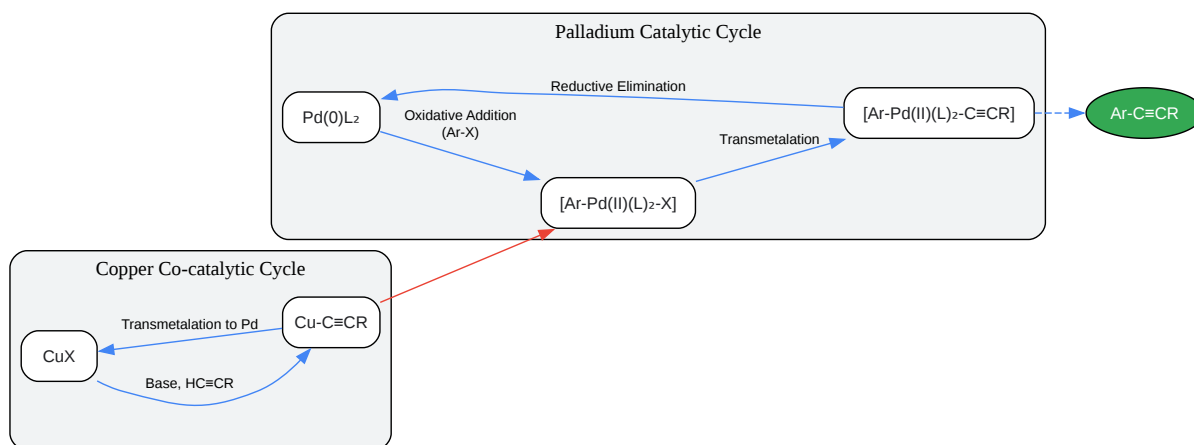 Palladium Catalytic Cycle
Reductive Elimination
Pd(0)L₂
Oxidative Addition
(Ar-X)
[Ar-Pd(II)(L)₂-C≡CR]
Ar-C≡CR
Transmetalation
[Ar-Pd(II)(L)₂-X]
Copper Co-catalytic Cycle
Transmetalation to Pd
Cu-C≡CR
CuX
Base, HC≡CR